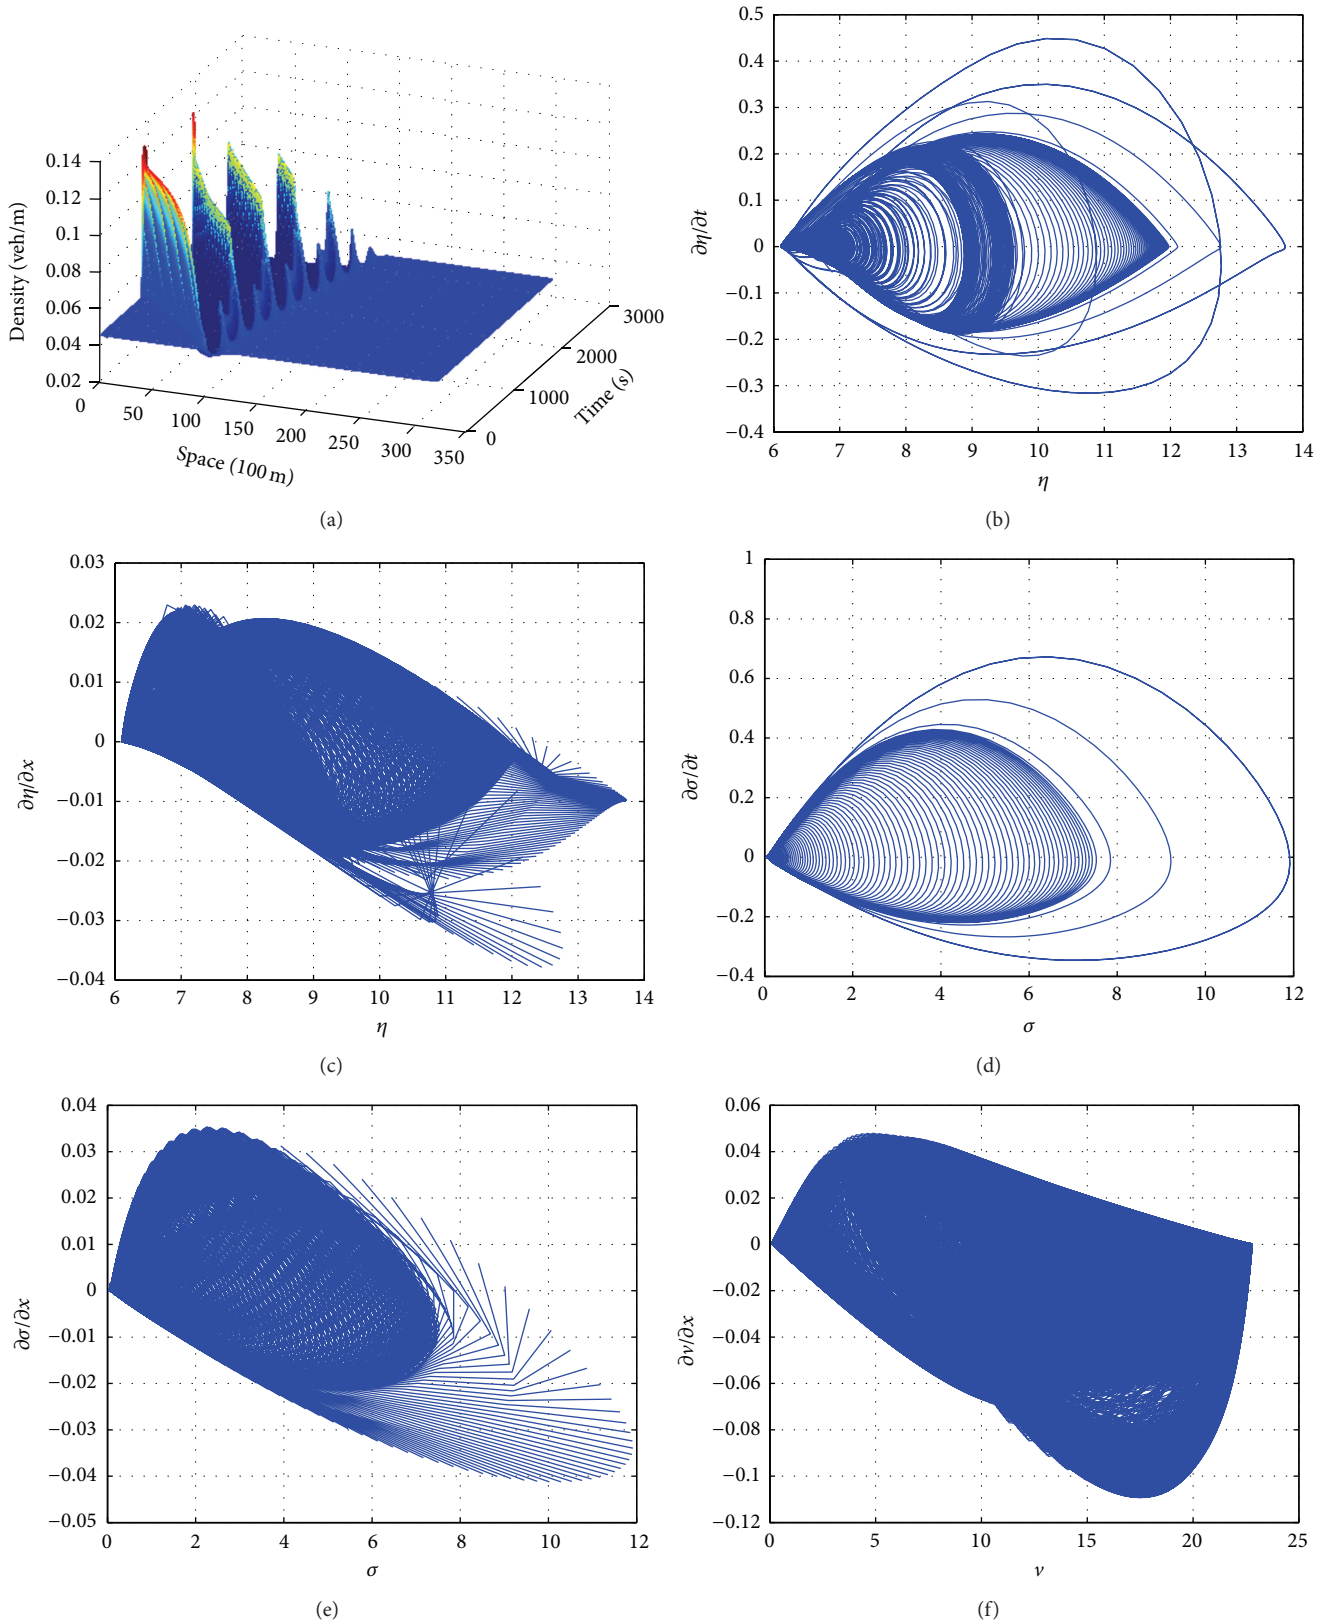 0.14
0.12
0.1
0.08
0.06
0.04
0.02
Density (veh/m)
0
50
100
150
200
250
300
350
Space (100 m)
0
1000
2000
3000
Time (s)
(a)
0.5
0.4
0.3
0.2
0.1
0
−0.1
−0.2
−0.3
−0.4
∂η/∂t
6 7 8 9 10 11 12 13 14
η
(b)
0.03
0.02
0.01
0
−0.01
−0.02
−0.03
−0.04
∂η/∂x
6 7 8 9 10 11 12 13 14
η
(c)
1
0.8
0.6
0.4
0.2
0
−0.2
−0.4
∂σ/∂t
0 2 4 6 8 10 12
σ
(d)
0.04
0.03
0.02
0.01
0
−0.01
−0.02
−0.03
−0.04
−0.05
∂σ/∂x
0 2 4 6 8 10 12
σ
(e)
0.06
0.04
0.02
0
−0.02
−0.04
−0.06
−0.08
−0.1
−0.12
∂v/∂x
0 5 10 15 20 25
v
(f)